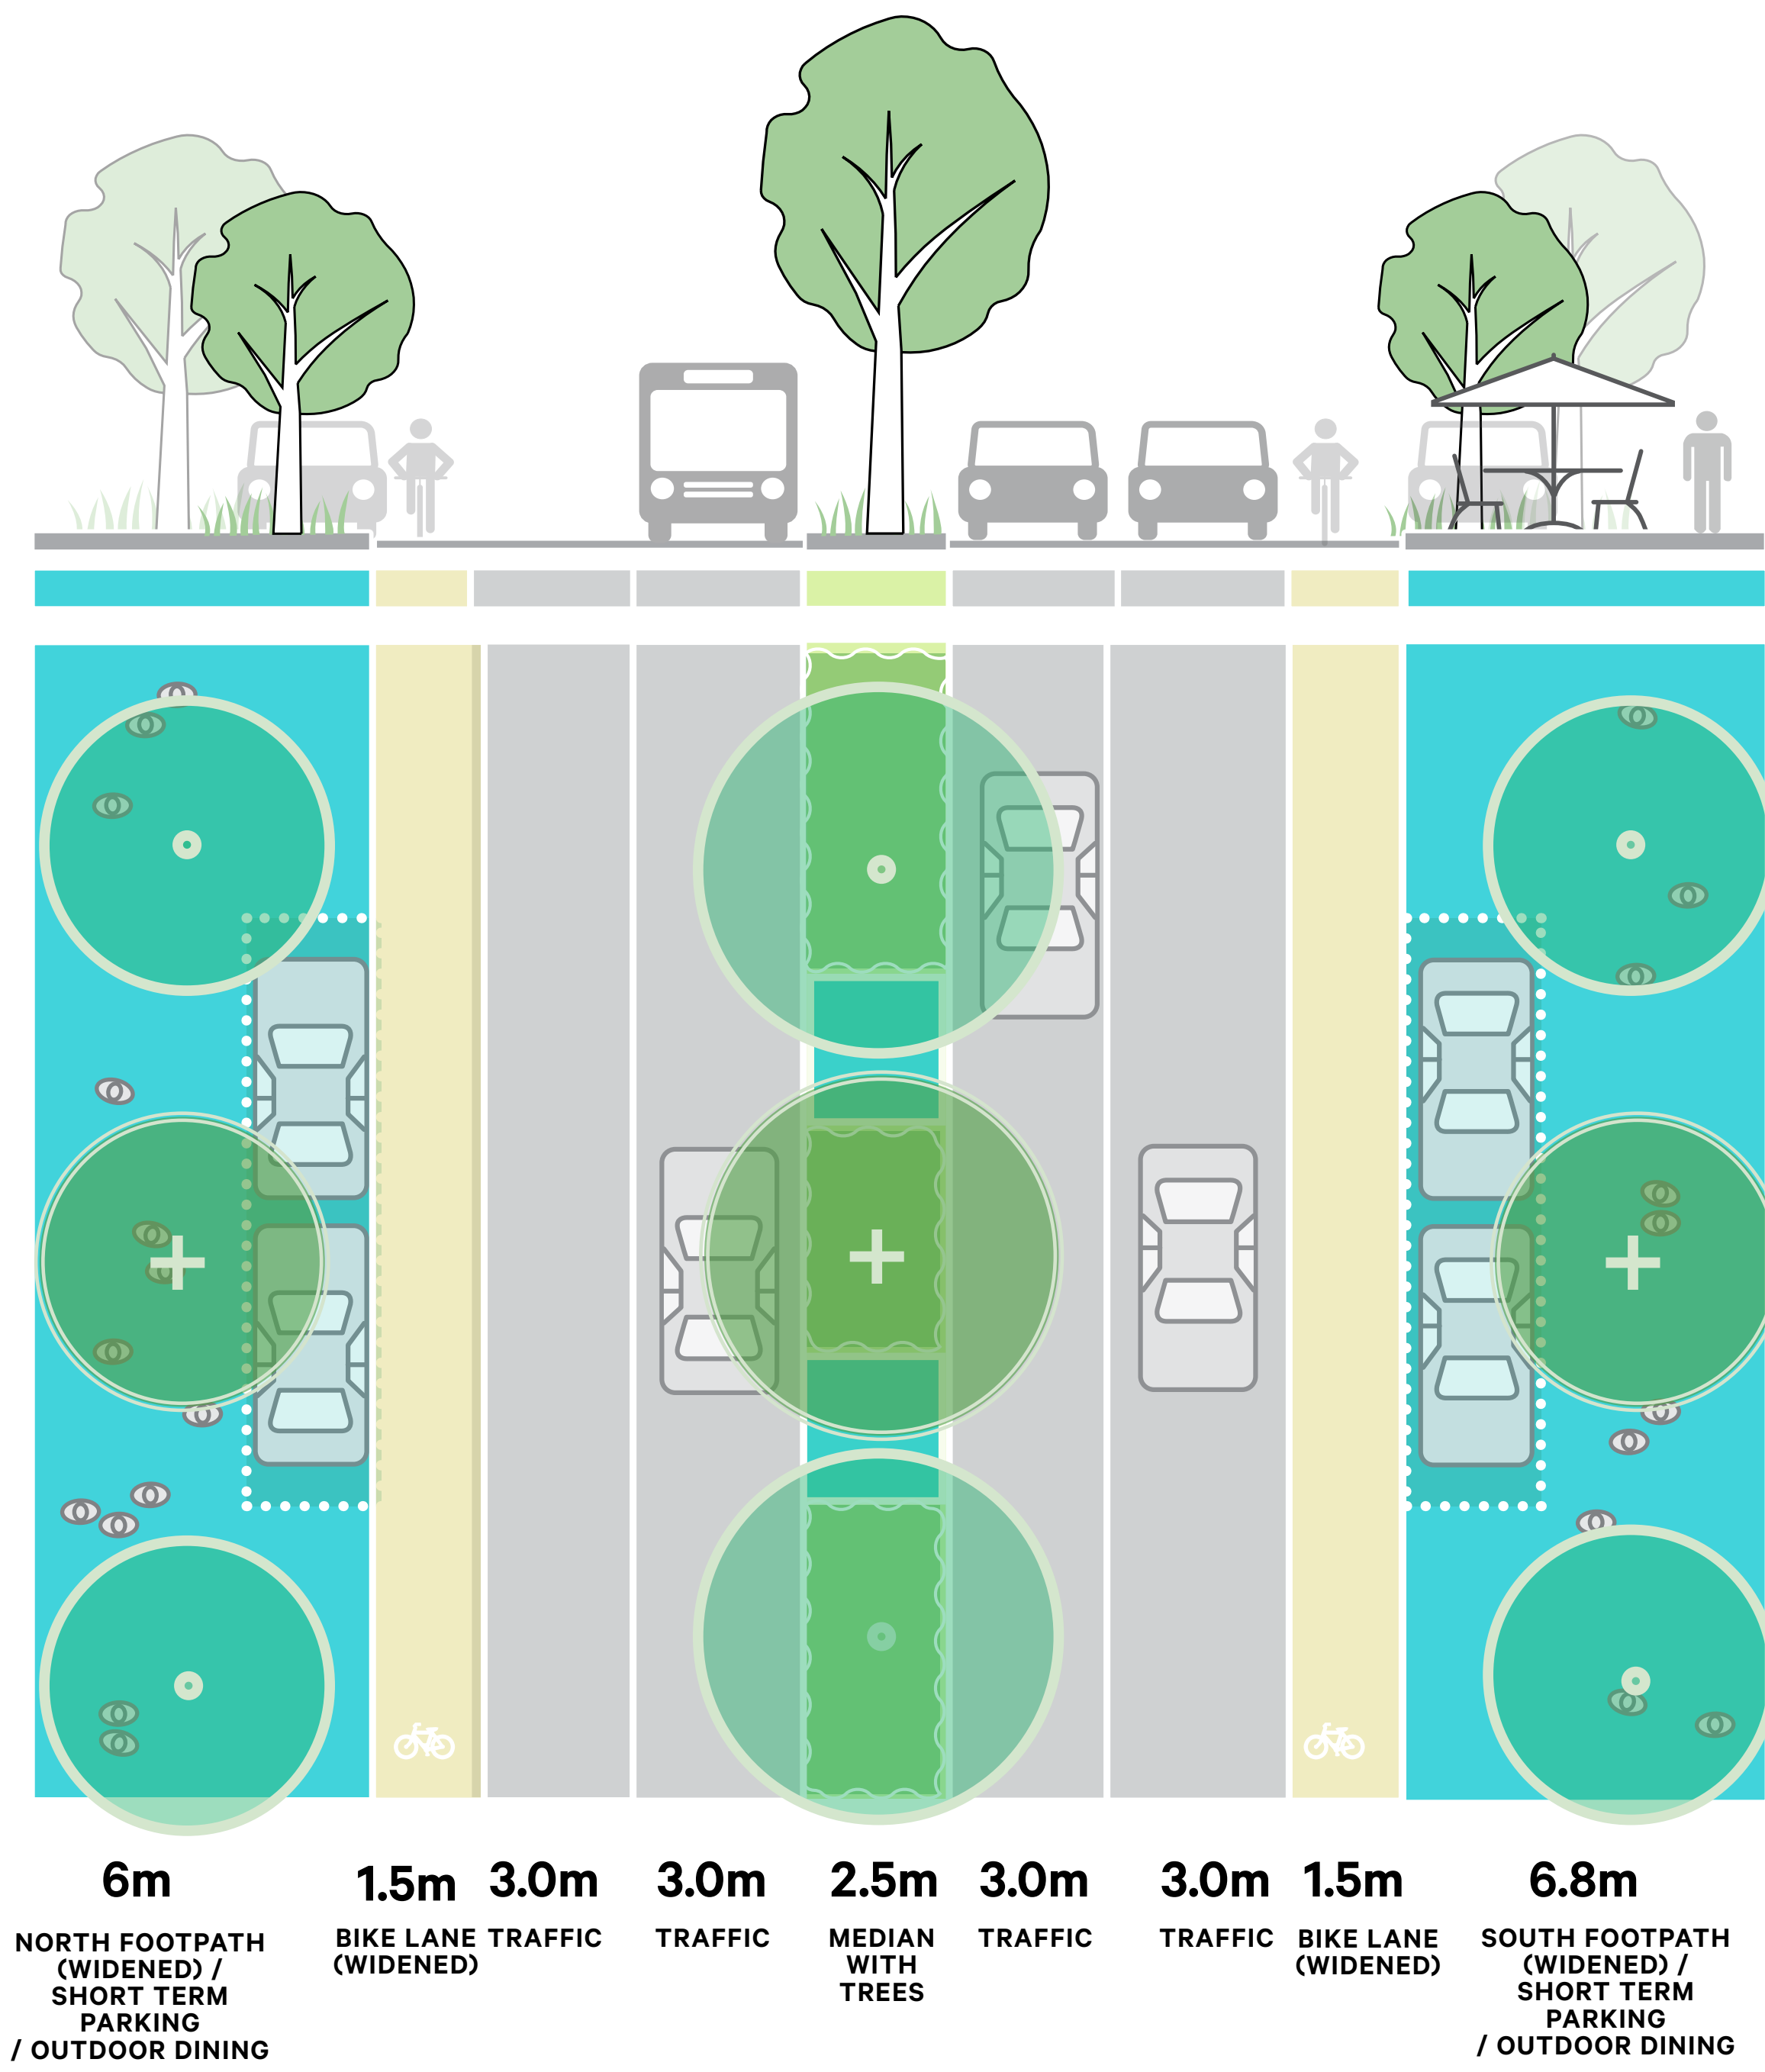 6m
NORTH FOOTPATH
(WIDENED) /
SHORT TERM
PARKING
/ OUTDOOR DINING
1.5m
BIKE LANE
(WIDENED)
3.0m
TRAFFIC
3.0m
TRAFFIC
2.5m
MEDIAN
WITH
TREES
3.0m
TRAFFIC
3.0m
TRAFFIC
1.5m
BIKE LANE
(WIDENED)
6.8m
SOUTH FOOTPATH
(WIDENED) /
SHORT TERM
PARKING
/ OUTDOOR DINING